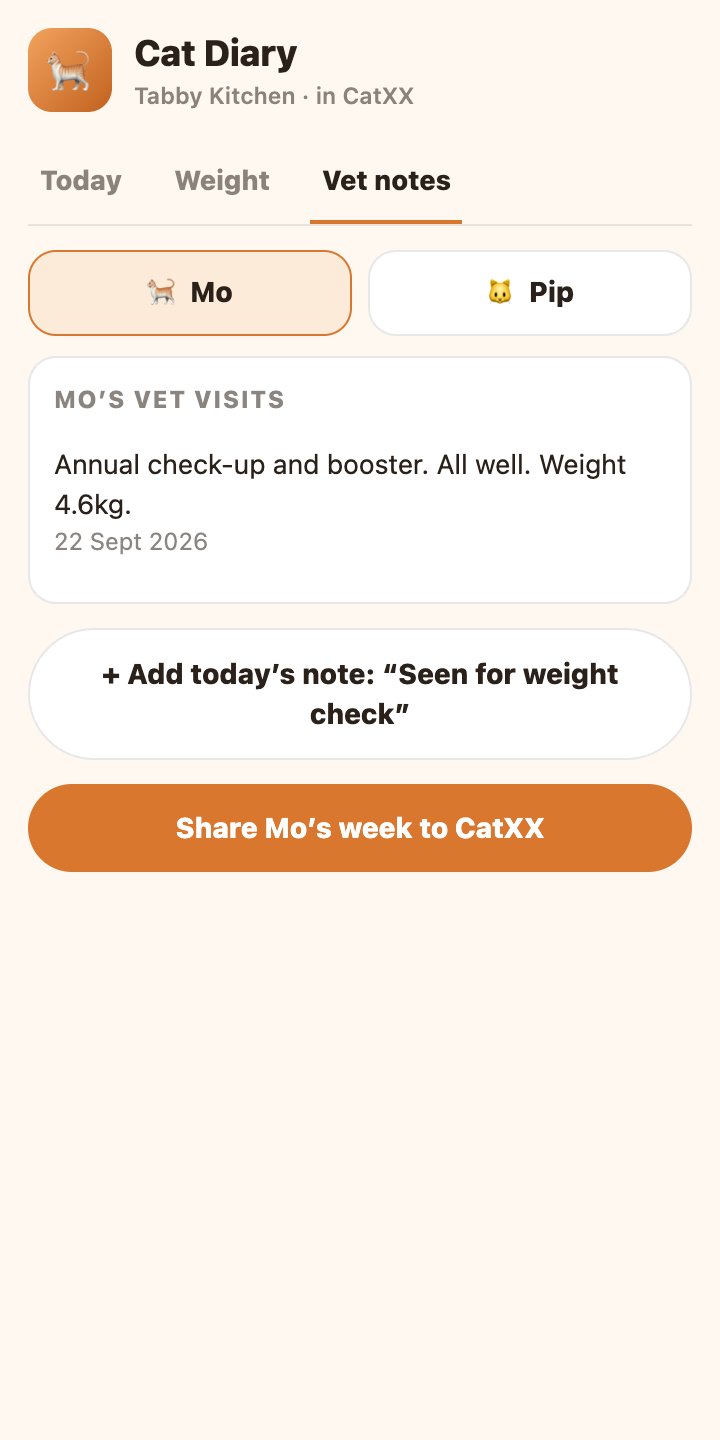 Cat Diary
Tabby Kitchen · in CatXX
Today Weight Vet notes
Mo Pip
MO’S VET VISITS
Annual check-up and booster. All well. Weight
4.6kg.
22 Sept 2026
+ Add today’s note: “Seen for weight
check”
Share Mo’s week to CatXX